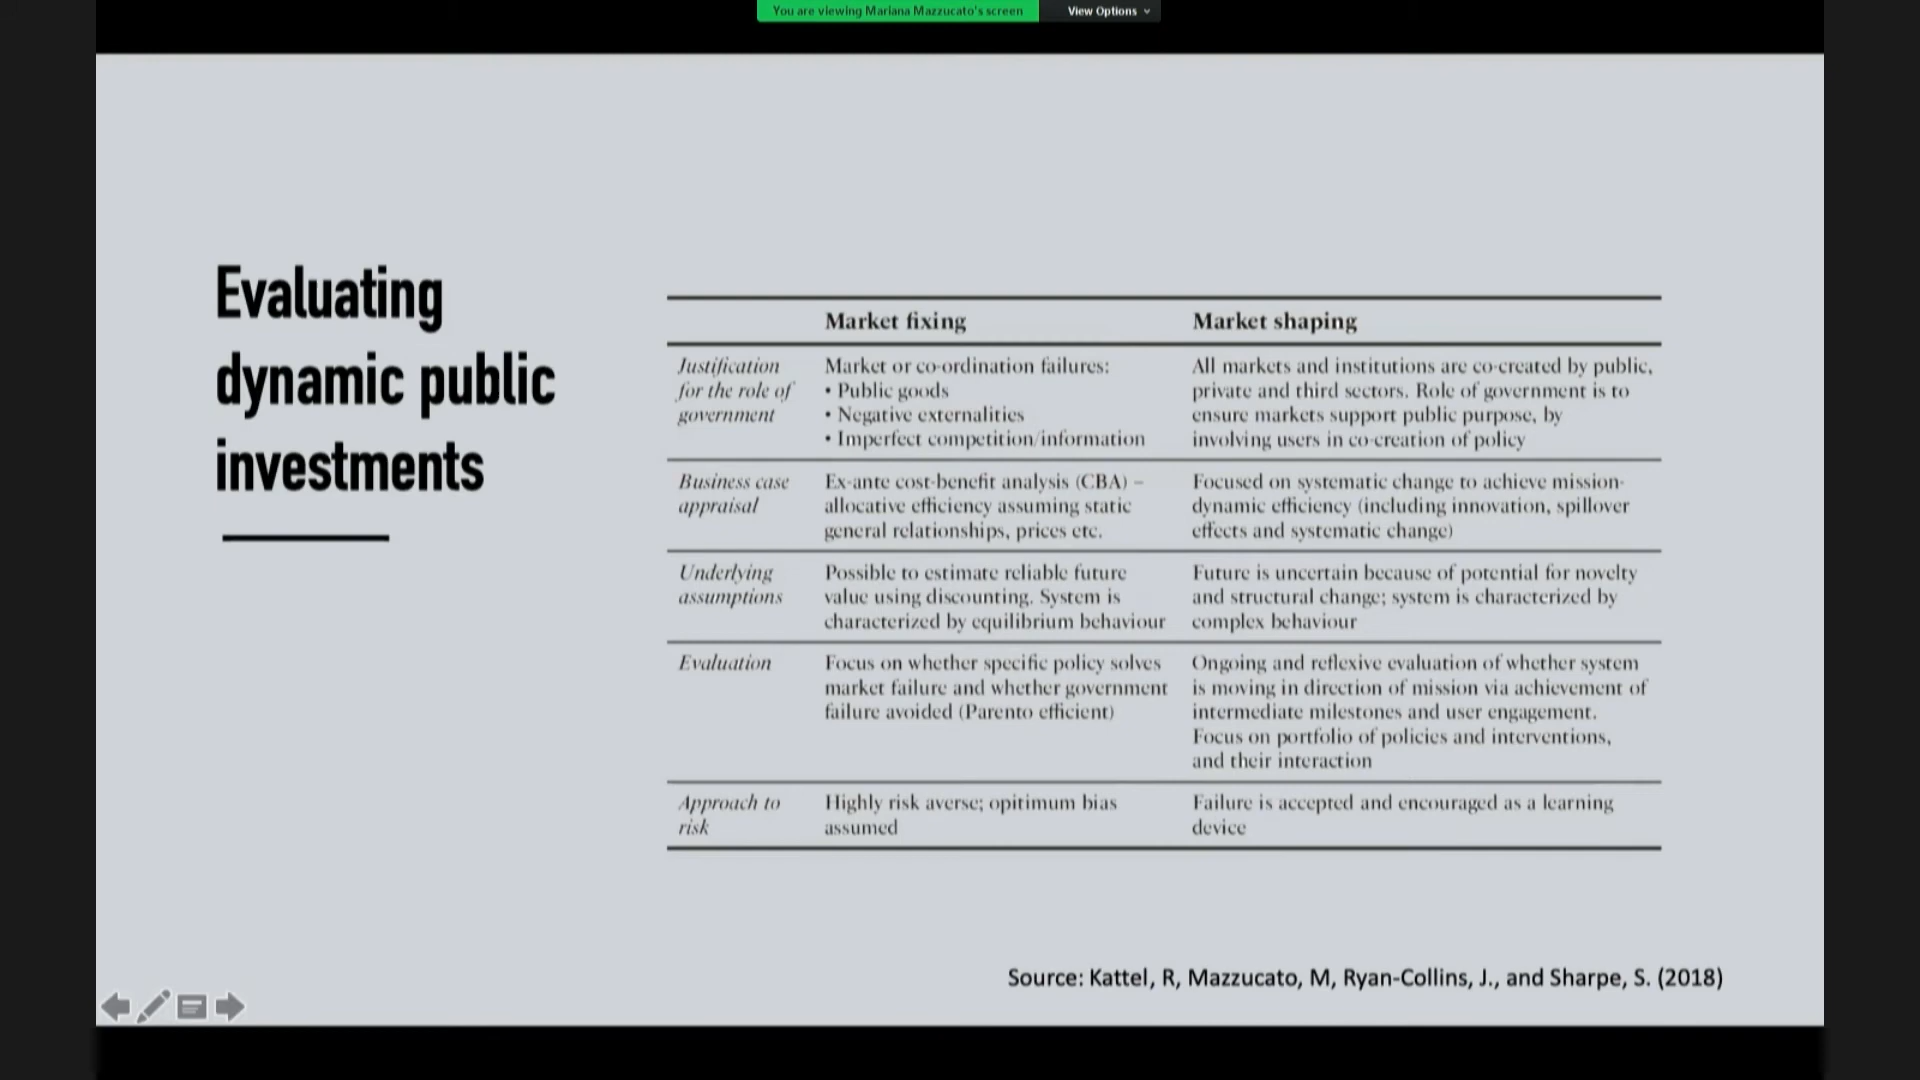 You are viewing Mariana Mazzucato's screen
View Options
Evaluating
dynamic public
investments
Market fixing
Market shaping
Justification
for the role of
government
Market or co-ordination failures:
• Public goods
• Negative externalities
• Imperfect competition/information
All markets and institutions are co-created by public,
private and third sectors. Role of government is to
ensure markets support public purpose, by
involving users in co-creation of policy
Business case
appraisal
Ex-ante cost-benefit analysis (CBA) –
allocative efficiency assuming static
general relationships, prices etc.
Focused on systematic change to achieve mission-
dynamic efficiency (including innovation, spillover
effects and systematic change)
Underlying
assumptions
Possible to estimate reliable future
value using discounting. System is
characterized by equilibrium behaviour
Future is uncertain because of potential for novelty
and structural change; system is characterized by
complex behaviour
Evaluation
Focus on whether specific policy solves
market failure and whether government
failure avoided (Parento efficient)
Ongoing and reflexive evaluation of whether system
is moving in direction of mission via achievement of
intermediate milestones and user engagement.
Focus on portfolio of policies and interventions,
and their interaction
Approach to
risk
Highly risk averse; opitimum bias
assumed
Failure is accepted and encouraged as a learning
device
Source: Kattel, R, Mazzucato, M, Ryan-Collins, J., and Sharpe, S. (2018)